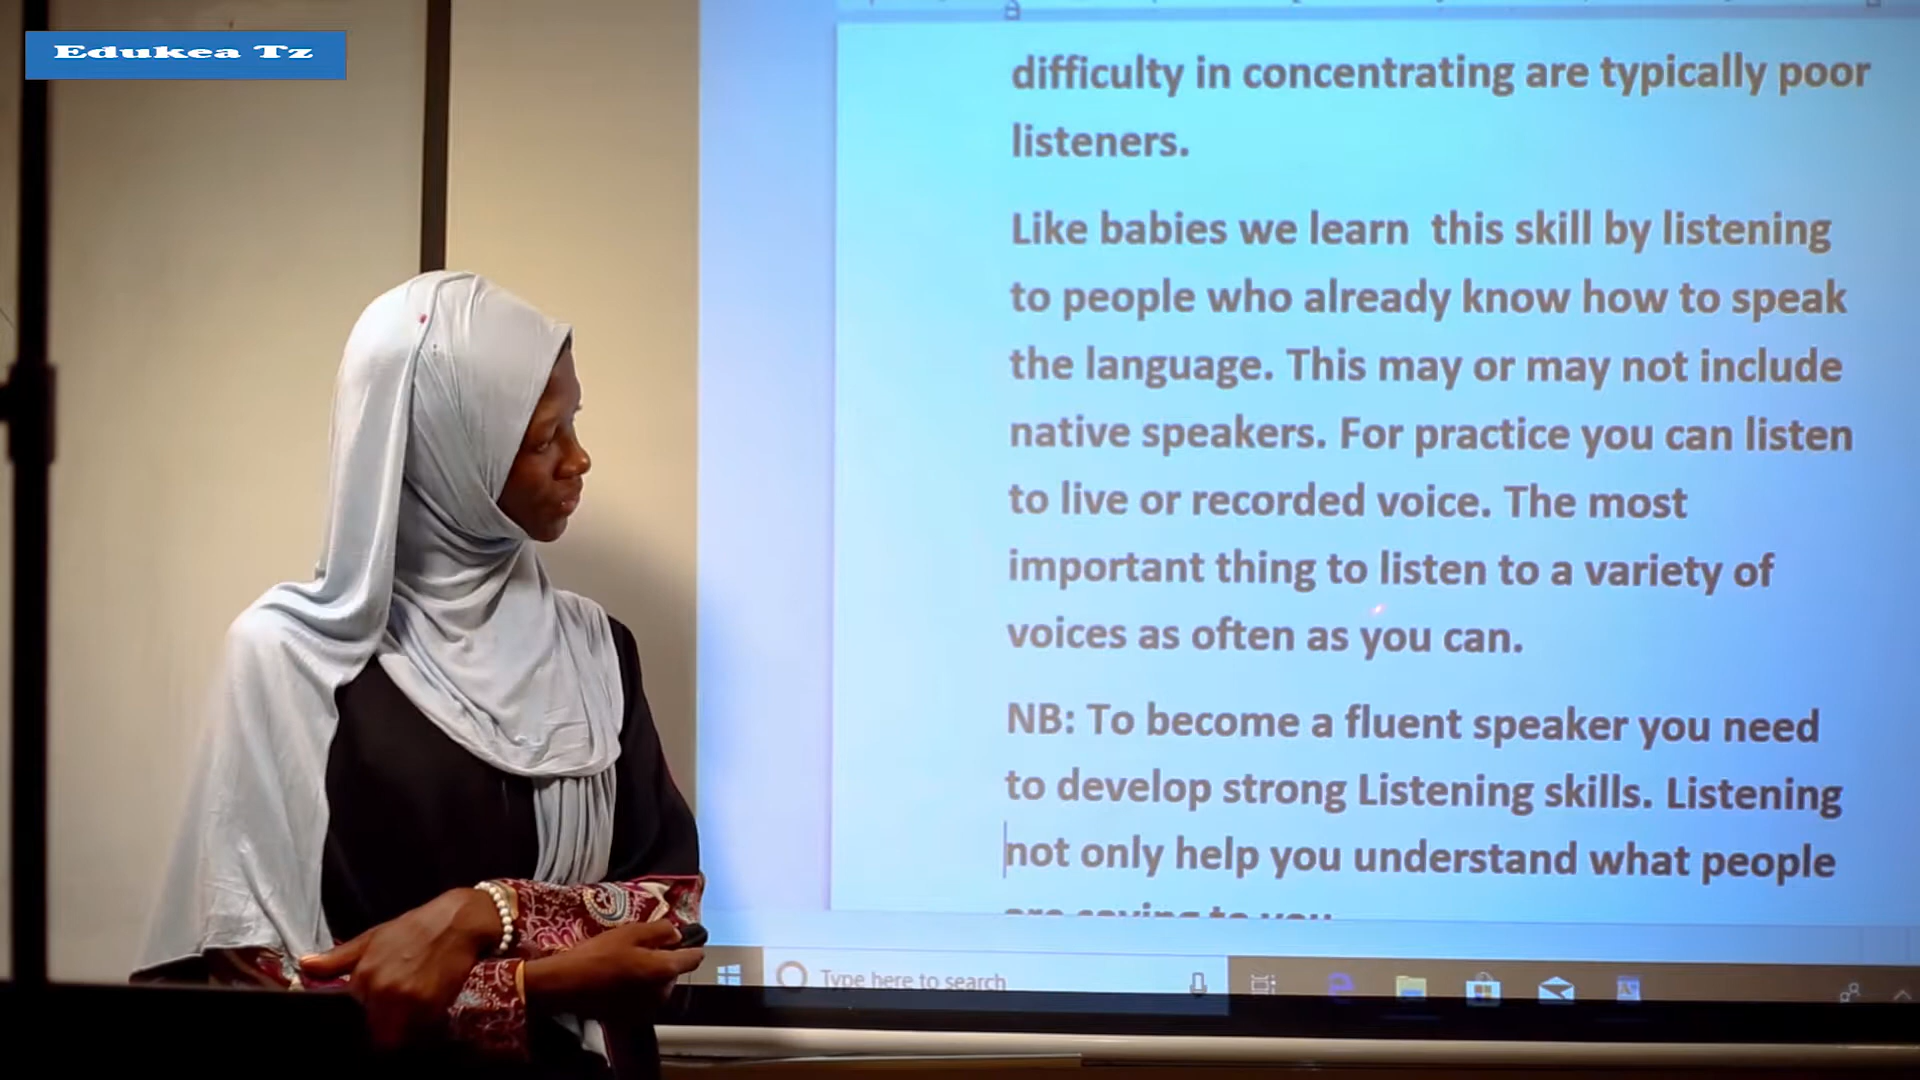 Edukea Tz
difficulty in concentrating are typically poor
listeners.
Like babies we learn this skill by listening
to people who already know how to speak
the language. This may or may not include
native speakers. For practice you can listen
to live or recorded voice. The most
important thing to listen to a variety of
voices as often as you can.
NB: To become a fluent speaker you need
to develop strong Listening skills. Listening
not only help you understand what people
are saying to you
Type here to search